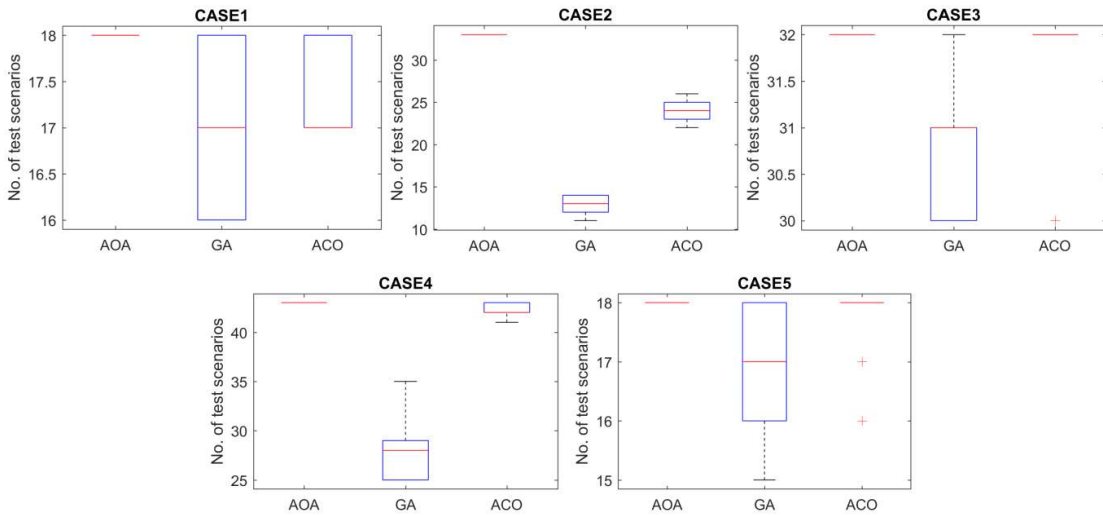 CASE1
No. of test scenarios
18
17.5
17
16.5
16
AOA
GA
ACO
CASE2
No. of test scenarios
30
25
20
15
10
AOA
GA
ACO
CASE3
No. of test scenarios
32
31.5
31
30.5
30
AOA
GA
ACO
CASE4
No. of test scenarios
40
35
30
25
AOA
GA
ACO
CASE5
No. of test scenarios
18
17
16
15
AOA
GA
ACO